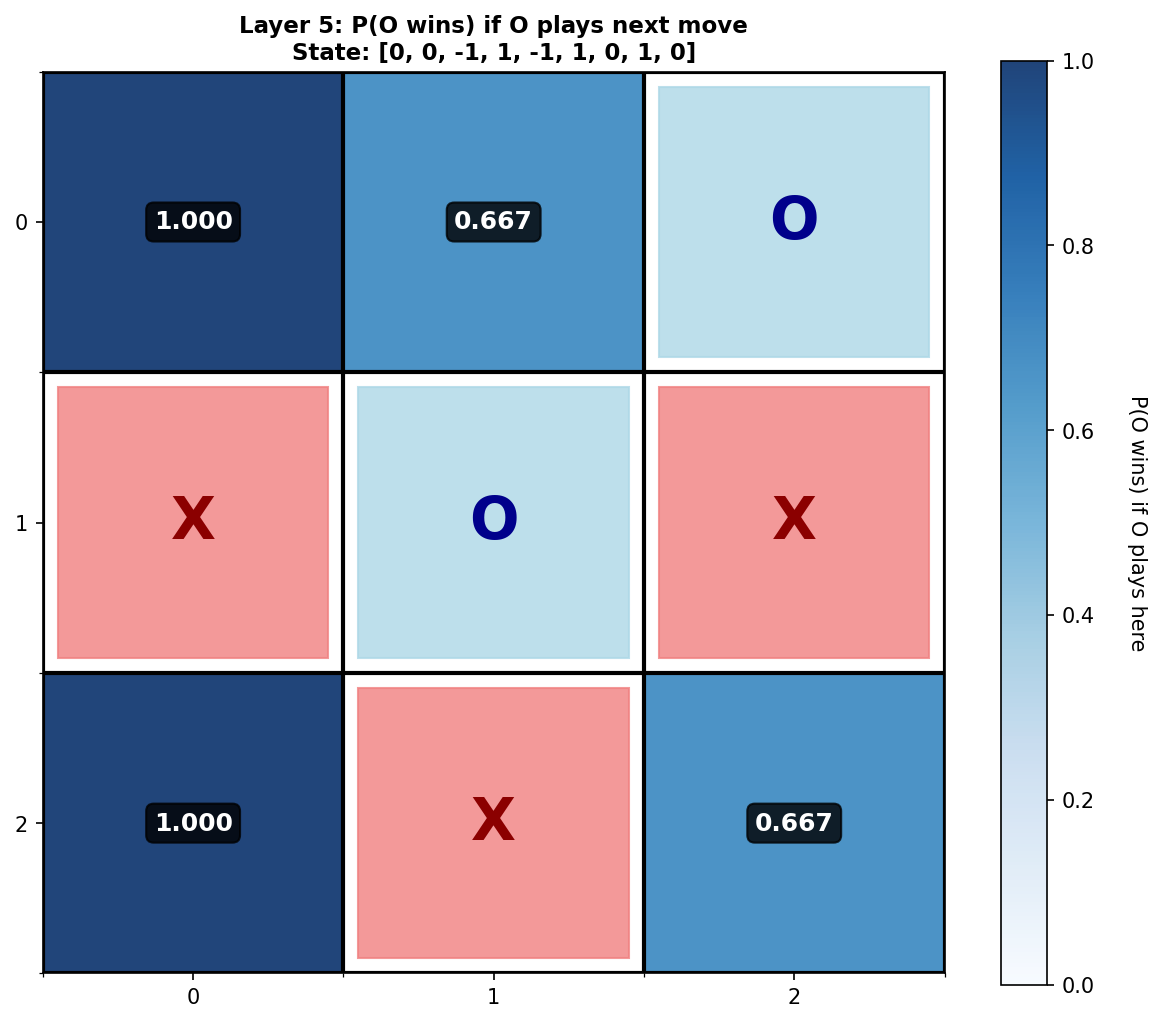 Layer 5: P(O wins) if O plays next move
State: [0, 0, -1, 1, -1, 1, 0, 1, 0]
0
1.000
0.667
O
1
X
O
X
2
1.000
X
0.667
0
1
2
1.0
0.8
0.6
0.4
0.2
0.0
P(O wins) if O plays here